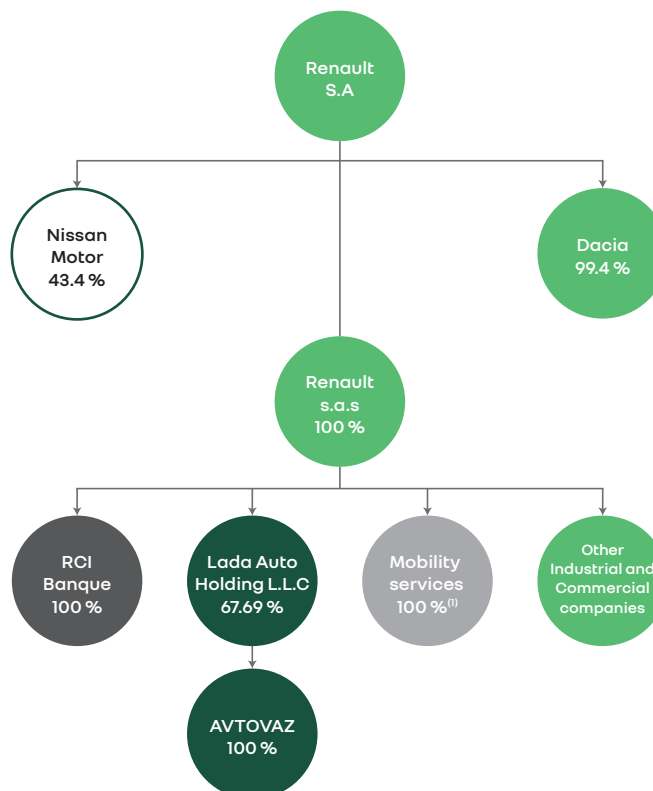 Renault
S.A
Nissan
Motor
43.4 %
Dacia
99.4 %
Renault
s.a.s
100 %
RCI
Banque
100 %
Lada Auto
Holding L.L.C
67.69 %
Mobility
services
100 %(1)
Other
Industrial and
Commercial
companies
AVTOVAZ
100 %